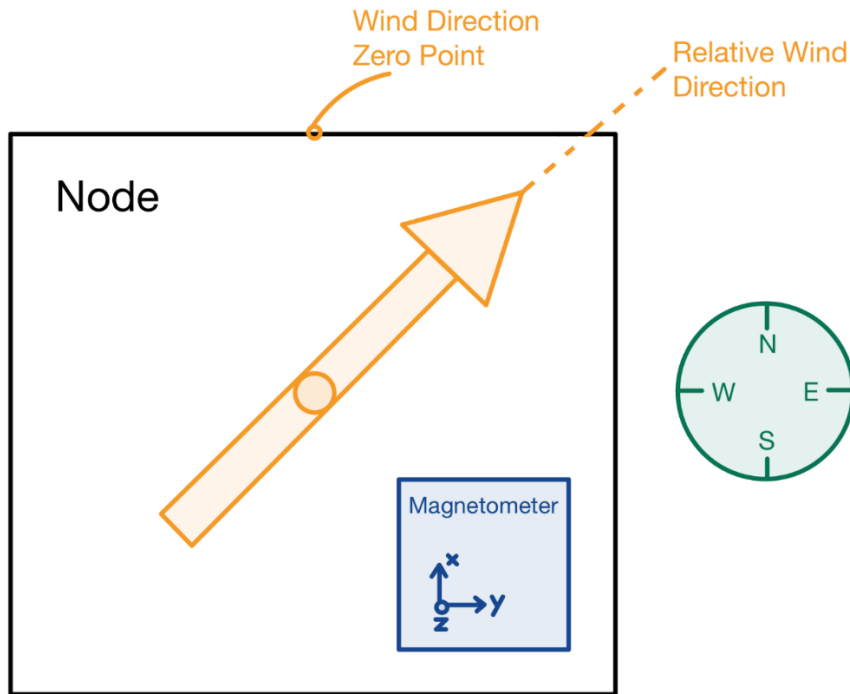 Wind Direction
Zero Point
Relative Wind
Direction
Node
N
W E
S
Magnetometer
x
y
z